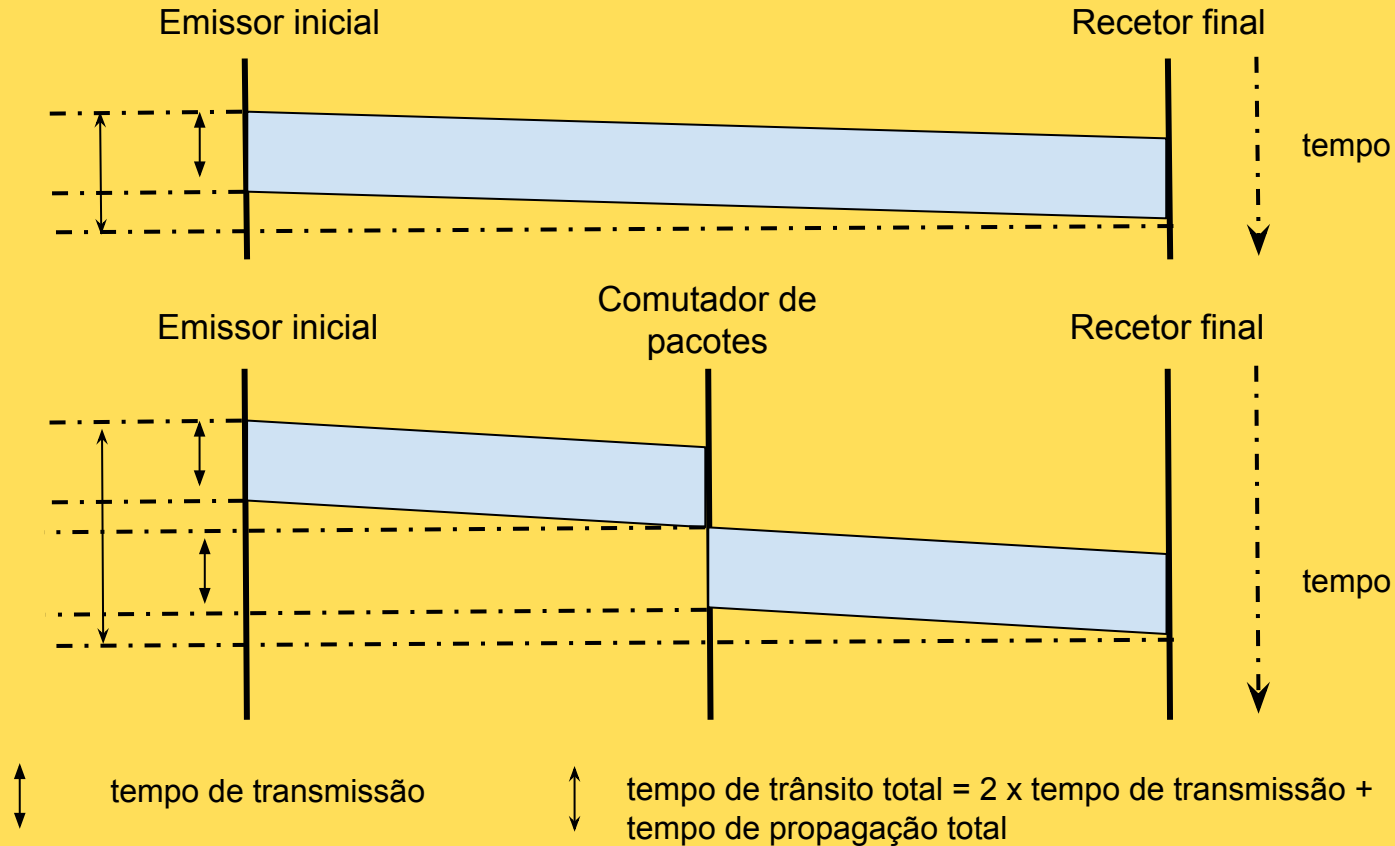 Emissor inicial
Recetor final
tempo
Comutador de
pacotes
Emissor inicial
Recetor final
tempo
tempo de transmissão
tempo de trânsito total = 2 x tempo de transmissão +
tempo de propagação total